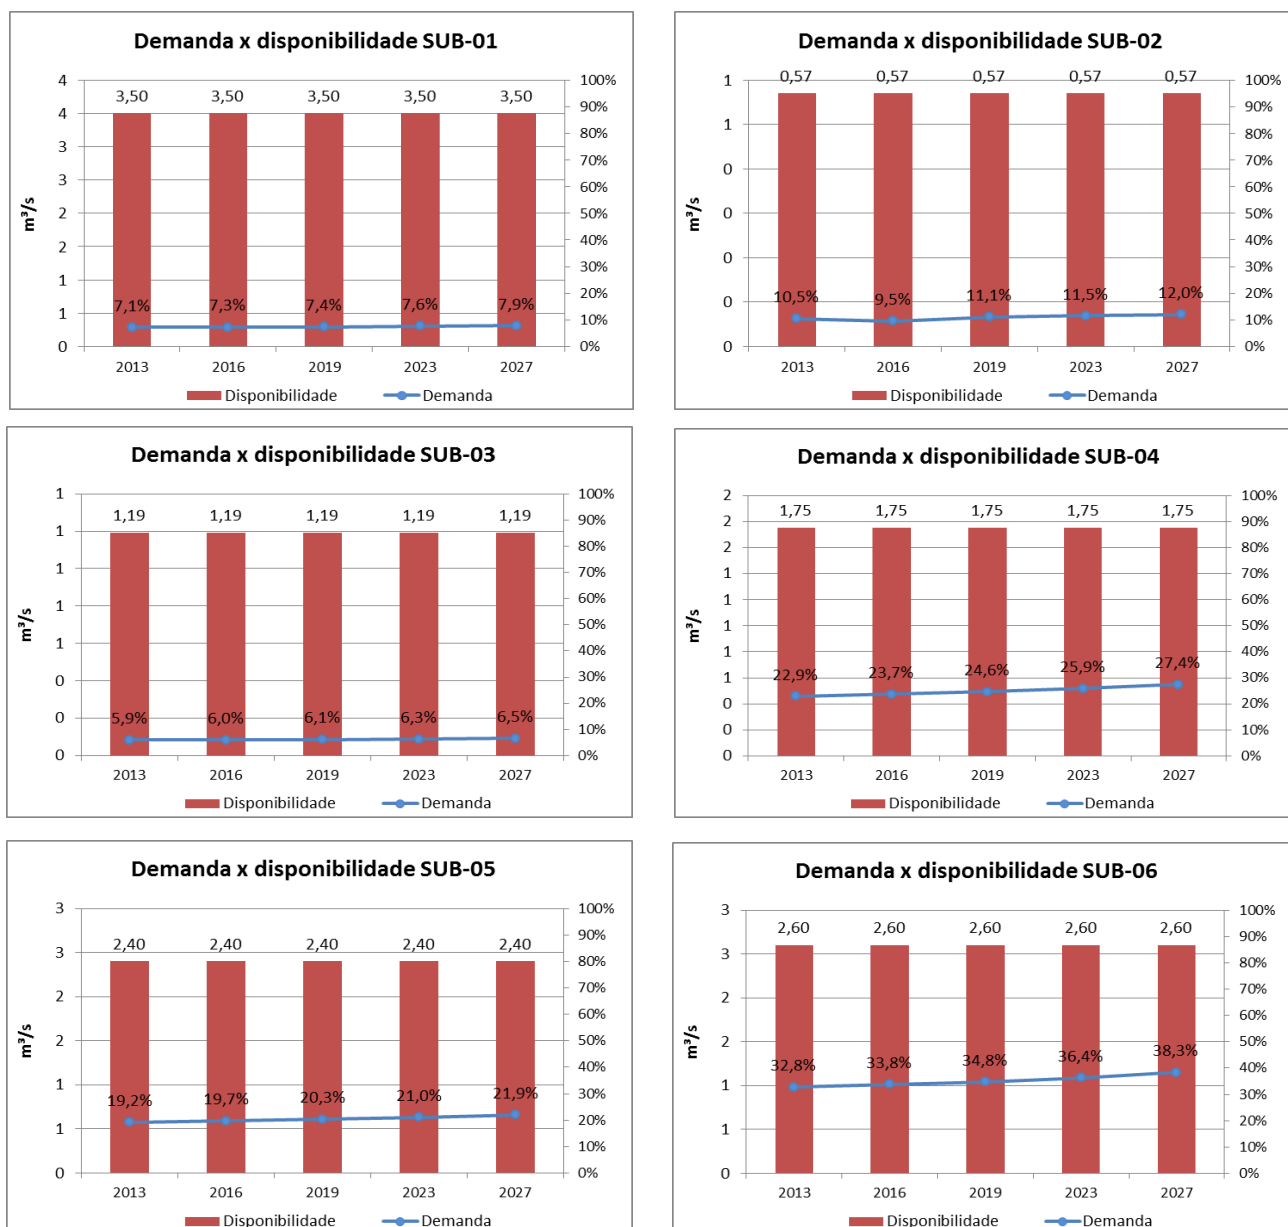 Demanda x disponibilidade SUB-01
3,50 3,50 3,50 3,50 3,50
4 4 3 3 2 2 1 1 0
m³/s
100% 90% 80% 70% 60% 50% 40% 30% 20% 10% 0%
7,1% 7,3% 7,4% 7,6% 7,9%
2013 2016 2019 2023 2027
Disponibilidade Demanda
Demanda x disponibilidade SUB-02
0,57 0,57 0,57 0,57 0,57
1 1 0 0 0 0 0
m³/s
100% 90% 80% 70% 60% 50% 40% 30% 20% 10% 0%
10,5% 9,5% 11,1% 11,5% 12,0%
2013 2016 2019 2023 2027
Disponibilidade Demanda
Demanda x disponibilidade SUB-03
1,19 1,19 1,19 1,19 1,19
1 1 1 1 1 0 0 0
m³/s
100% 90% 80% 70% 60% 50% 40% 30% 20% 10% 0%
5,9% 6,0% 6,1% 6,3% 6,5%
2013 2016 2019 2023 2027
Disponibilidade Demanda
Demanda x disponibilidade SUB-04
1,75 1,75 1,75 1,75 1,75
2 2 2 1 1 1 1 1 0 0 0
m³/s
100% 90% 80% 70% 60% 50% 40% 30% 20% 10% 0%
22,9% 23,7% 24,6% 25,9% 27,4%
2013 2016 2019 2023 2027
Disponibilidade Demanda
Demanda x disponibilidade SUB-05
2,40 2,40 2,40 2,40 2,40
3 3 2 2 1 1 0
m³/s
100% 90% 80% 70% 60% 50% 40% 30% 20% 10% 0%
19,2% 19,7% 20,3% 21,0% 21,9%
2013 2016 2019 2023 2027
Disponibilidade Demanda
Demanda x disponibilidade SUB-06
2,60 2,60 2,60 2,60 2,60
3 3 2 2 1 1 0
m³/s
100% 90% 80% 70% 60% 50% 40% 30% 20% 10% 0%
32,8% 33,8% 34,8% 36,4% 38,3%
2013 2016 2019 2023 2027
Disponibilidade Demanda